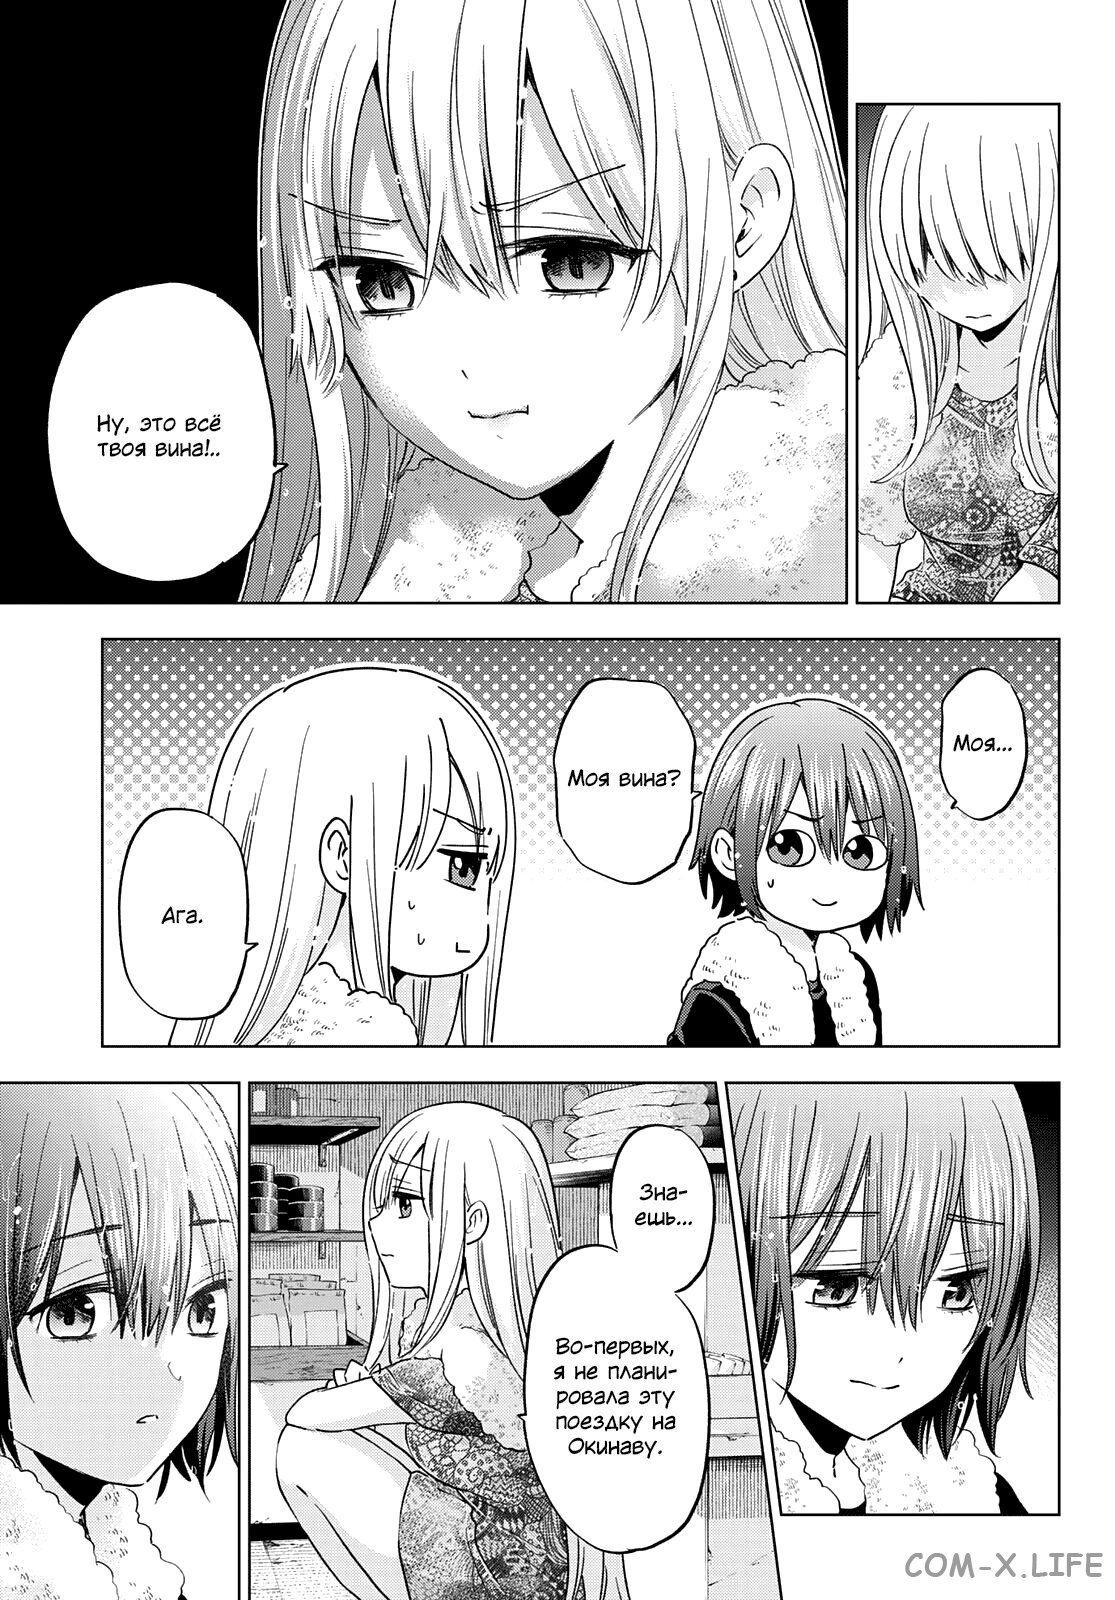 Ну, это всё
твоя вина!..
Моя...
Моя вина?
Ага.
Зна-
ешь...
Во-первых,
я не плани-
ровала эту
поездку на
Окинаву.
COM-X.LIFE